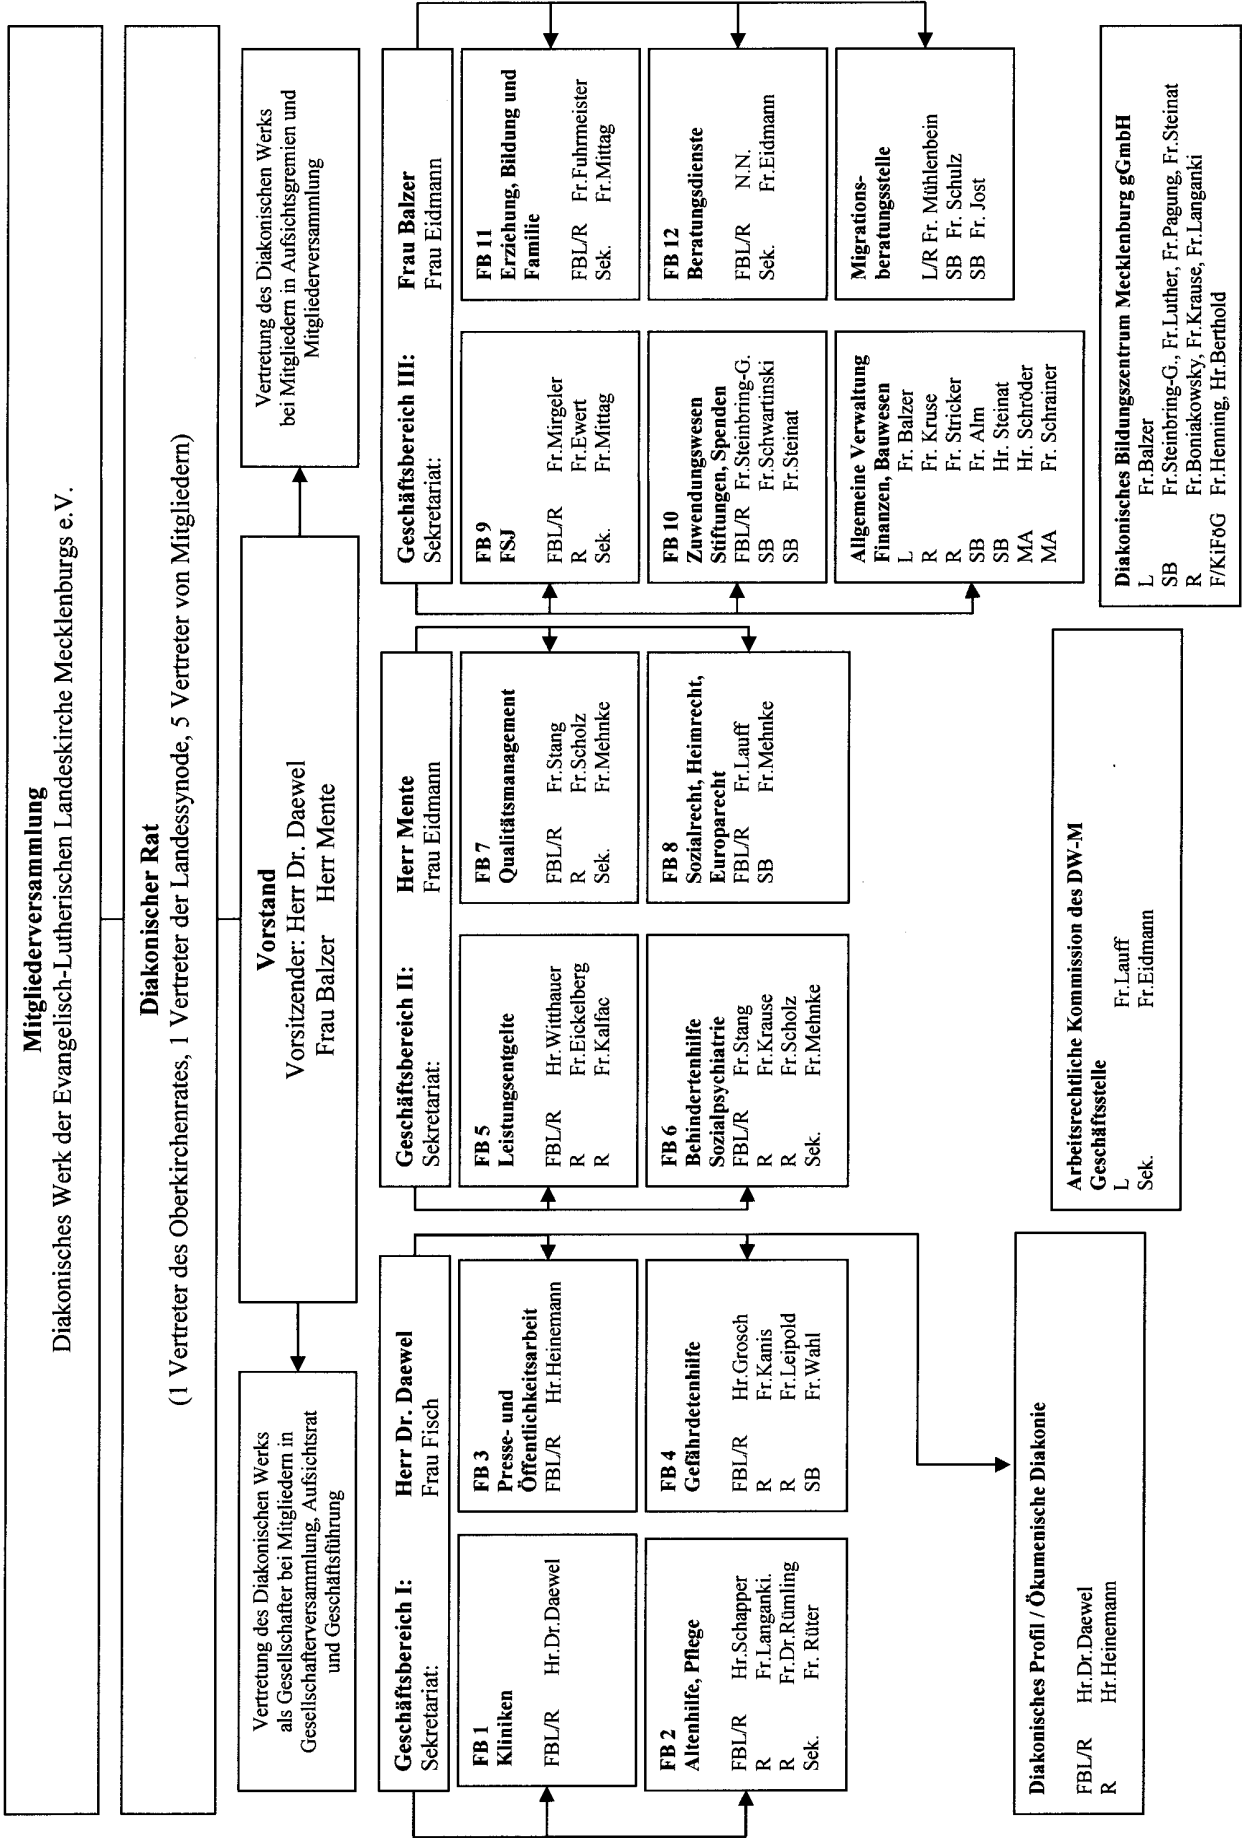 Mitgliederversammlung
Diakonisches Werk der Evangelisch-Lutherischen Landeskirche Mecklenburgs e.V.
Diakonischer Rat
(1 Vertreter des Oberkirchenrates, 1 Vertreter der Landessynode, 5 Vertreter von Mitgliedern)
Vertretung des Diakonischen Werks
als Gesellschafter bei Mitgliedern in
Gesellschafterversammlung, Aufsichtsrat
und Geschäftsführung
Vorstand
Vorsitzender: Herr Dr. Daewel
Frau Balzer Herr Mente
Vertretung des Diakonischen Werks
bei Mitgliedern in Aufsichtsgremien und
Mitgliederversammlung
Geschäftsbereich I: Herr Dr. Daewel
Sekretariat: Frau Fisch
FB 1
Kliniken
FBL/R Hr.Dr.Daewel
FB 3
Presse- und
Öffentlichkeitsarbeit
FBL/R Hr.Heinemann
FB 2
Altenhilfe, Pflege
FBL/R Hr.Schapper
R Fr.Langanki.
R Fr.Dr.Rümling
Sek. Fr. Rüter
FB 4
Gefährdetenhilfe
FBL/R Hr.Grosch
R Fr.Kanis
R Fr.Leipold
SB Fr.Wahl
Diakonisches Profil / Ökumenische Diakonie
FBL/R Hr.Dr.Daewel
R Hr.Heinemann
Geschäftsbereich II: Herr Mente
Sekretariat: Frau Eidmann
FB 5
Leistungsentgelte
FBL/R Hr.Witthauer
R Fr.Eickelberg
R Fr.Kalfac
FB 7
Qualitätsmanagement
FBL/R Fr.Stang
R Fr.Scholz
Sek. Fr.Mehnke
FB 6
Behindertenhilfe
Sozialpsychiatrie
FBL/R Fr.Stang
R Fr.Krause
R Fr.Scholz
Sek. Fr.Mehnke
FB 8
Sozialrecht, Heimrecht,
Europarecht
FBL/R Fr.Lauff
SB Fr.Mehnke
Arbeitsrechtliche Kommission des DW-M
Geschäftsstelle
L Fr.Lauff
Sek. Fr.Eidmann
Geschäftsbereich III: Frau Balzer
Sekretariat: Frau Eidmann
FB 9
FSJ
FBL/R Fr.Mirgeler
R Fr.Ewert
Sek. Fr.Mittag
FB 11
Erziehung, Bildung und
Familie
FBL/R Fr.Fuhrmeister
Sek. Fr.Mittag
FB 10
Zuwendungswesen
Stiftungen, Spenden
FBL/R Fr.Steinbring-G.
SB Fr.Schwartinski
SB Fr.Steinat
FB 12
Beratungsdienste
FBL/R N.N.
Sek. Fr.Eidmann
Allgemeine Verwaltung
Finanzen, Bauwesen
L Fr. Balzer
R Fr. Kruse
R Fr. Stricker
SB Fr. Alm
SB Hr. Steinat
MA Hr. Schröder
MA Fr. Schrainer
Migrations-
beratungsstelle
L/R Fr. Mühlenbein
SB Fr. Schulz
SB Fr. Jost
Diakonisches Bildungszentrum Mecklenburg gGmbH
L Fr.Balzer
SB Fr.Steinbring-G., Fr.Luther, Fr.Pagung, Fr.Steinat
R Fr.Boniakowsky, Fr.Krause, Fr.Langanki
F/KiFöG Fr.Henning, Hr.Berthold